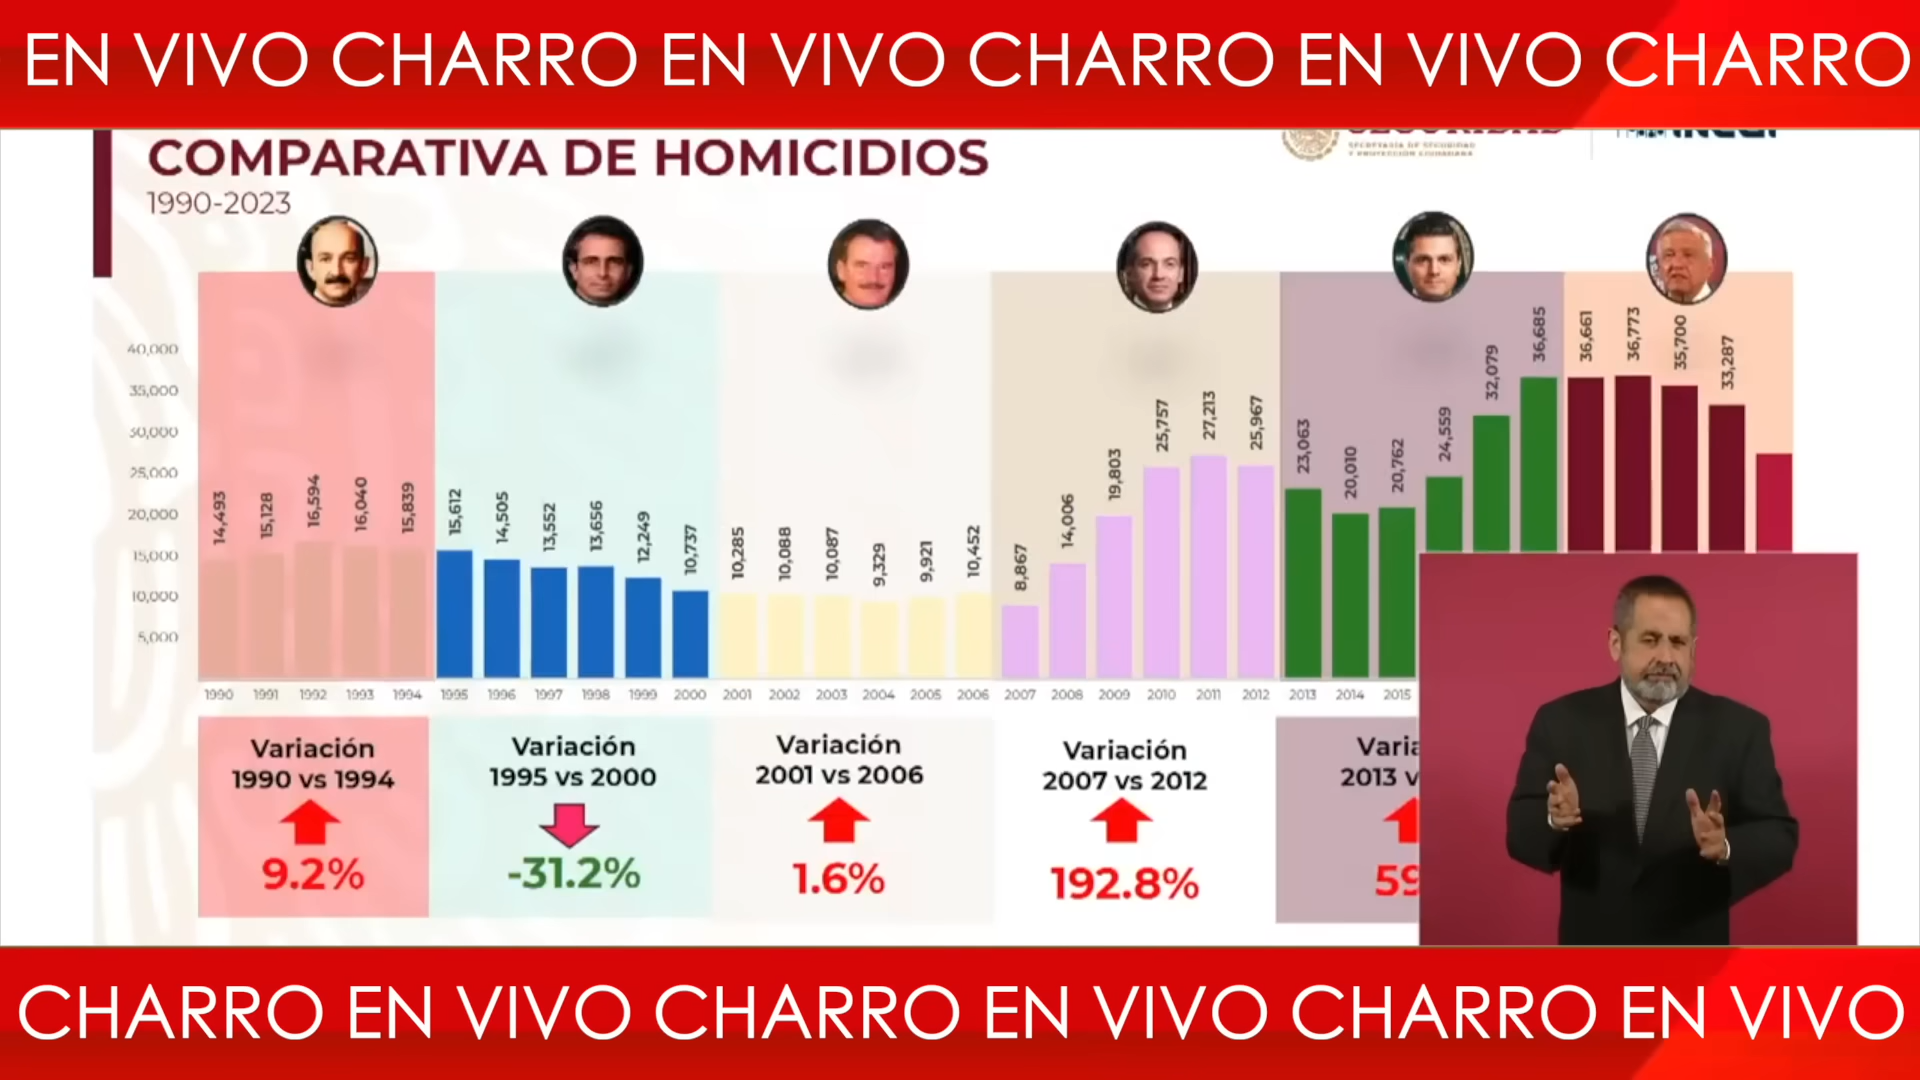 EN VIVO CHARRO EN VIVO CHARRO EN VIVO CHARRO
COMPARATIVA DE HOMICIDIOS
1990-2023
SECRETARÍA DE SEGURIDAD
Y PROTECCIÓN CIUDADANA
40,000
35,000
30,000
25,000
20,000
15,000
10,000
5,000
14,493
15,128
16,594
16,040
15,839
15,612
14,505
13,552
13,656
12,249
10,737
10,285
10,088
10,087
9,329
9,921
10,452
8,867
14,006
19,803
25,757
27,213
25,967
23,063
20,010
20,762
24,559
32,079
36,685
36,661
36,773
35,700
33,287
1990 1991 1992 1993 1994 1995 1996 1997 1998 1999 2000 2001 2002 2003 2004 2005 2006 2007 2008 2009 2010 2011 2012 2013 2014 2015
Variación
1990 vs 1994
9.2%
Variación
1995 vs 2000
-31.2%
Variación
2001 vs 2006
1.6%
Variación
2007 vs 2012
192.8%
Varia
2013 v
59
CHARRO EN VIVO CHARRO EN VIVO CHARRO EN VIVO